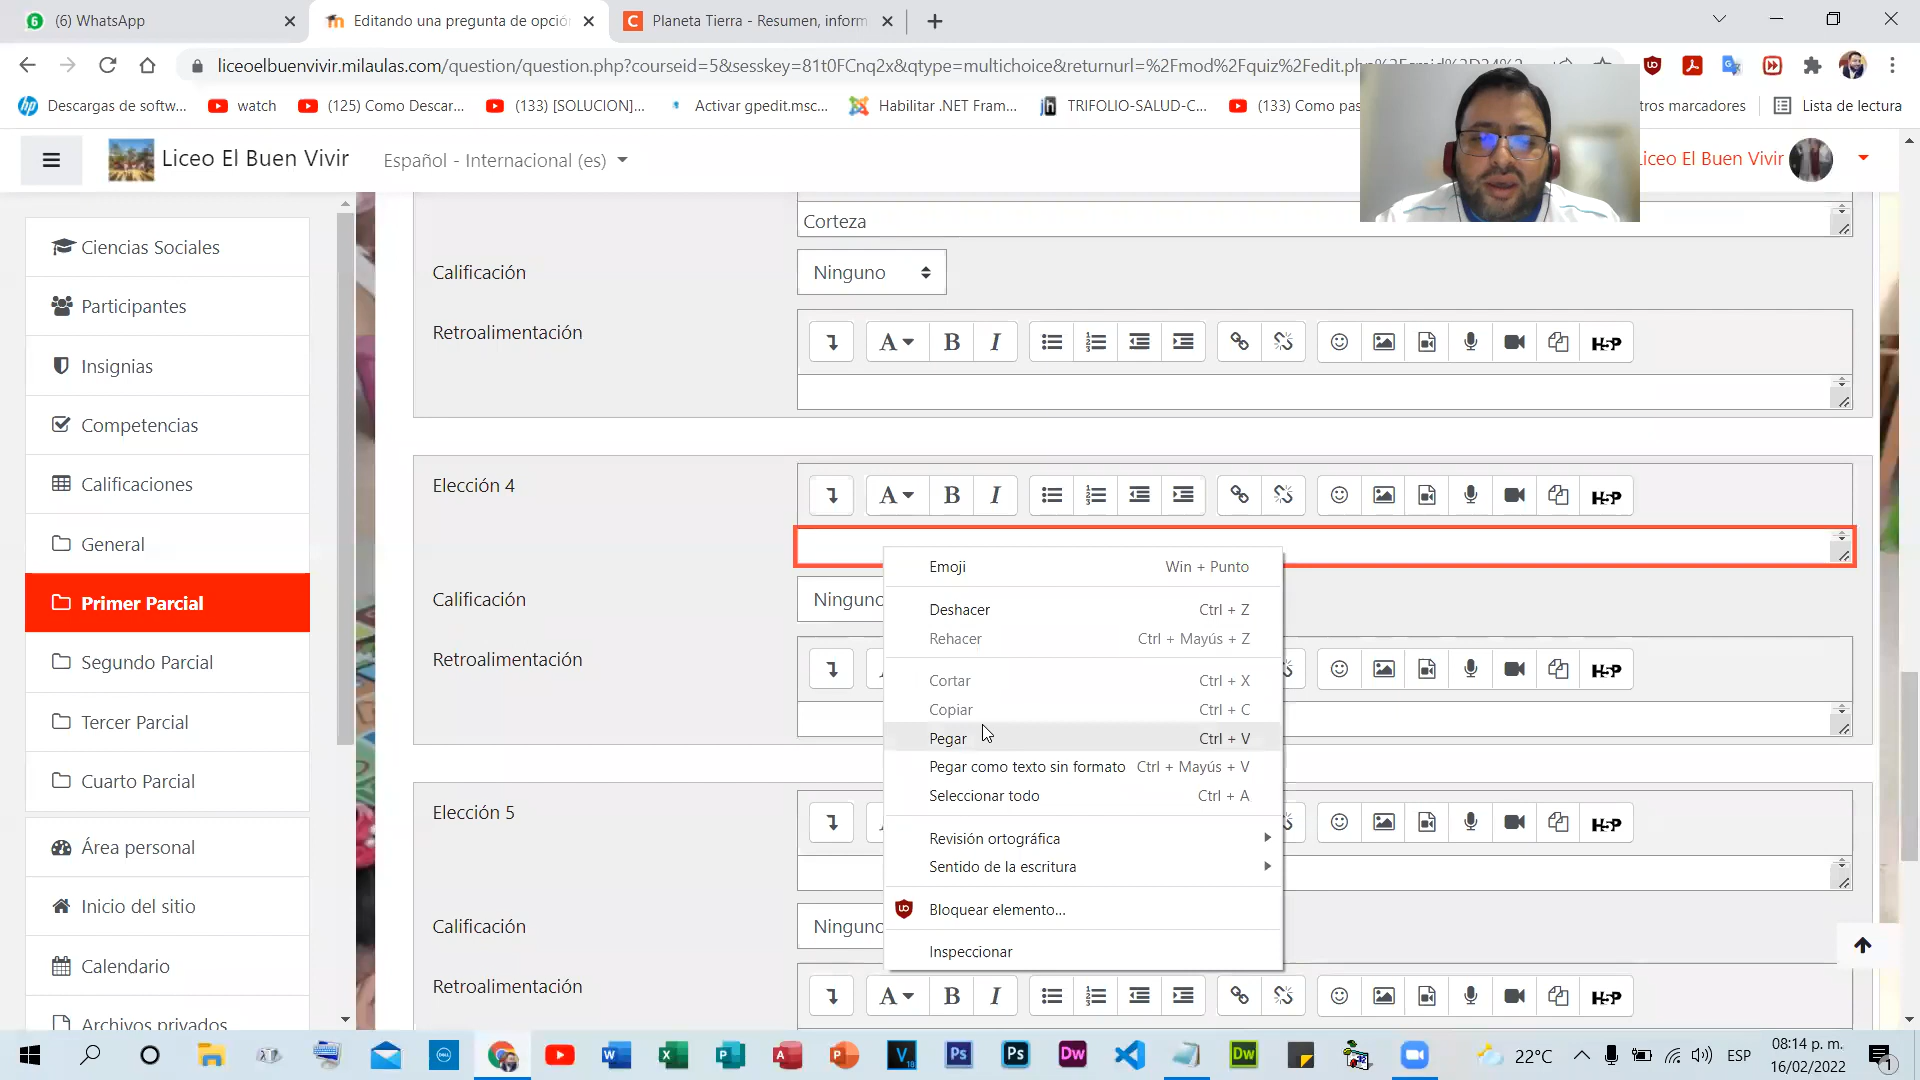 (6) WhatsApp
Editando una pregunta de opció
Planeta Tierra - Resumen, inform
liceoelbuenvivir.milaulas.com/question/question.php?courseid=5&sesskey=81t0FCnq2x&qtype=multichoice&returnurl=%2Fmod%2Fquiz%2Fedit.php
Descargas de softw...
watch
(125) Como Descar...
(133) [SOLUCION]...
Activar gpedit.msc...
Habilitar .NET Fram...
TRIFOLIO-SALUD-C...
(133) Como pas
tros marcadores
Lista de lectura
Liceo El Buen Vivir
Español - Internacional (es)
iceo El Buen Vivir
Ciencias Sociales
Participantes
Insignias
Competencias
Calificaciones
General
Primer Parcial
Segundo Parcial
Tercer Parcial
Cuarto Parcial
Área personal
Inicio del sitio
Calendario
Archivos privados
Corteza
Calificación
Ninguno
Retroalimentación
A B I
H5P
Elección 4
A B I
H5P
Calificación
Ninguno
Retroalimentación
H5P
Elección 5
H5P
Calificación
Ninguno
Retroalimentación
A B I
H5P
Emoji Win + Punto
Deshacer Ctrl + Z
Rehacer Ctrl + Mayús + Z
Cortar Ctrl + X
Copiar Ctrl + C
Pegar Ctrl + V
Pegar como texto sin formato Ctrl + Mayús + V
Seleccionar todo Ctrl + A
Revisión ortográfica
Sentido de la escritura
Bloquear elemento...
Inspeccionar
22°C
ESP
08:14 p. m.
16/02/2022
1